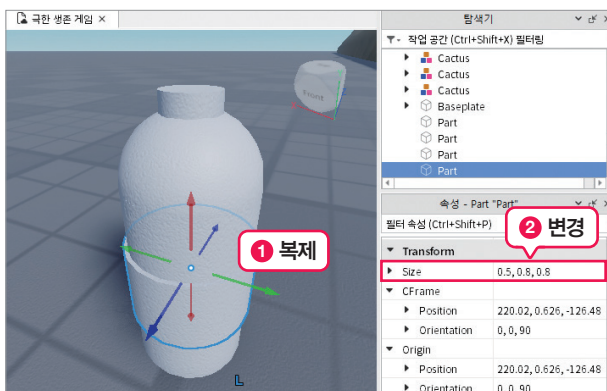 극한 생존 게임 ×
탐색기
작업 공간 (Ctrl+Shift+X) 필터링
Cactus
Cactus
Cactus
Baseplate
Part
Part
Part
Part
Front
1 복제
L
속성 - Part "Part"
필터 속성 (Ctrl+Shift+P)
2 변경
Transform
Size 0.5, 0.8, 0.8
CFrame
Position 220.02, 0.626, -126.48
Orientation 0, 0, 90
Origin
Position 220.02, 0.626, -126.48
Orientation 0, 0, 90